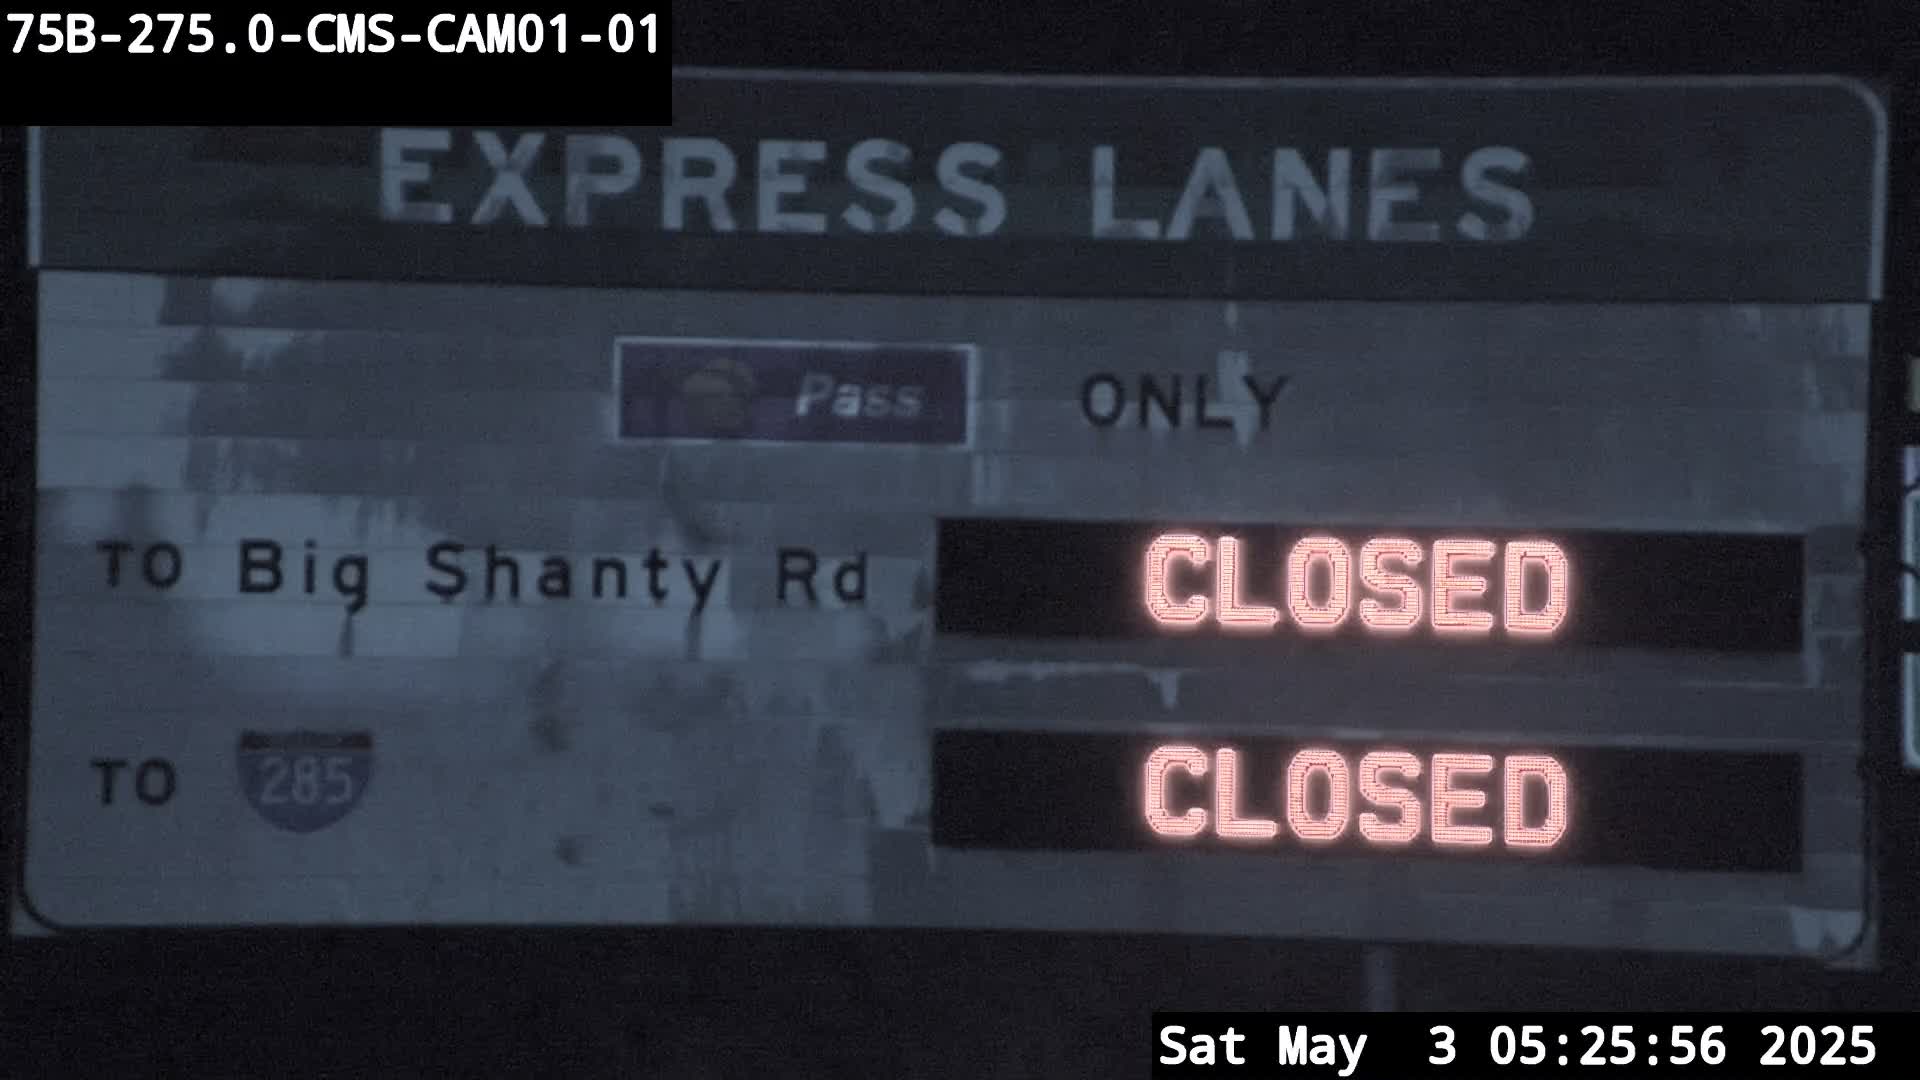 75B-275.0-CMS-CAM01-01
EXPRESS LANES
Pass ONLY
TO Big Shanty Rd CLOSED
TO 285 CLOSED
Sat May 3 05:25:56 2025